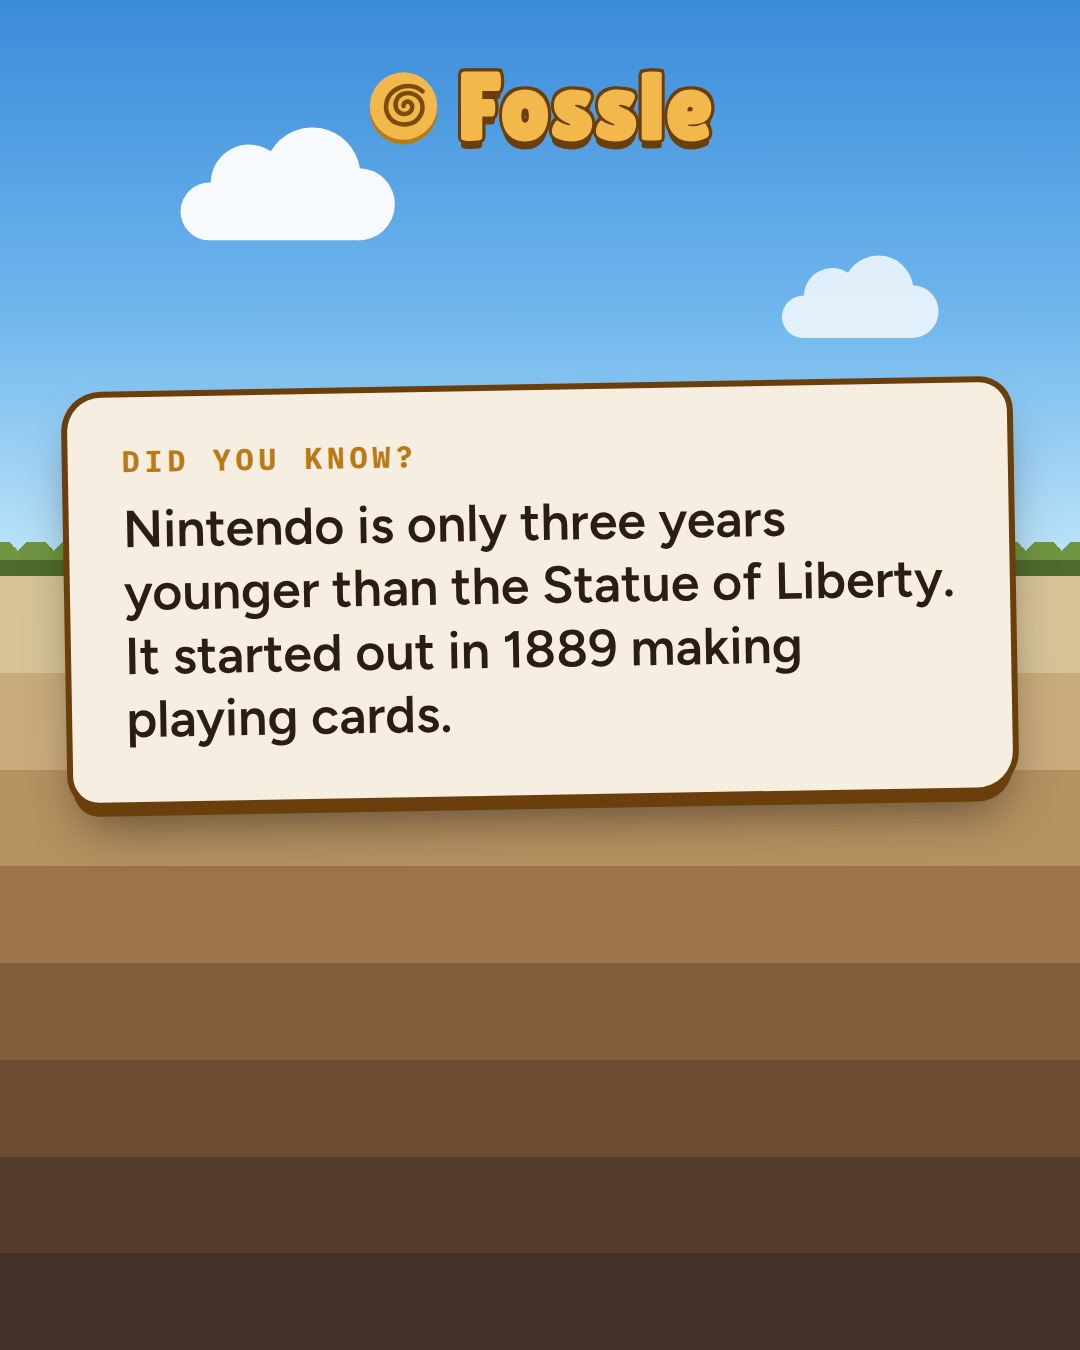 Fossle
DID YOU KNOW?
Nintendo is only three years
younger than the Statue of Liberty.
It started out in 1889 making
playing cards.